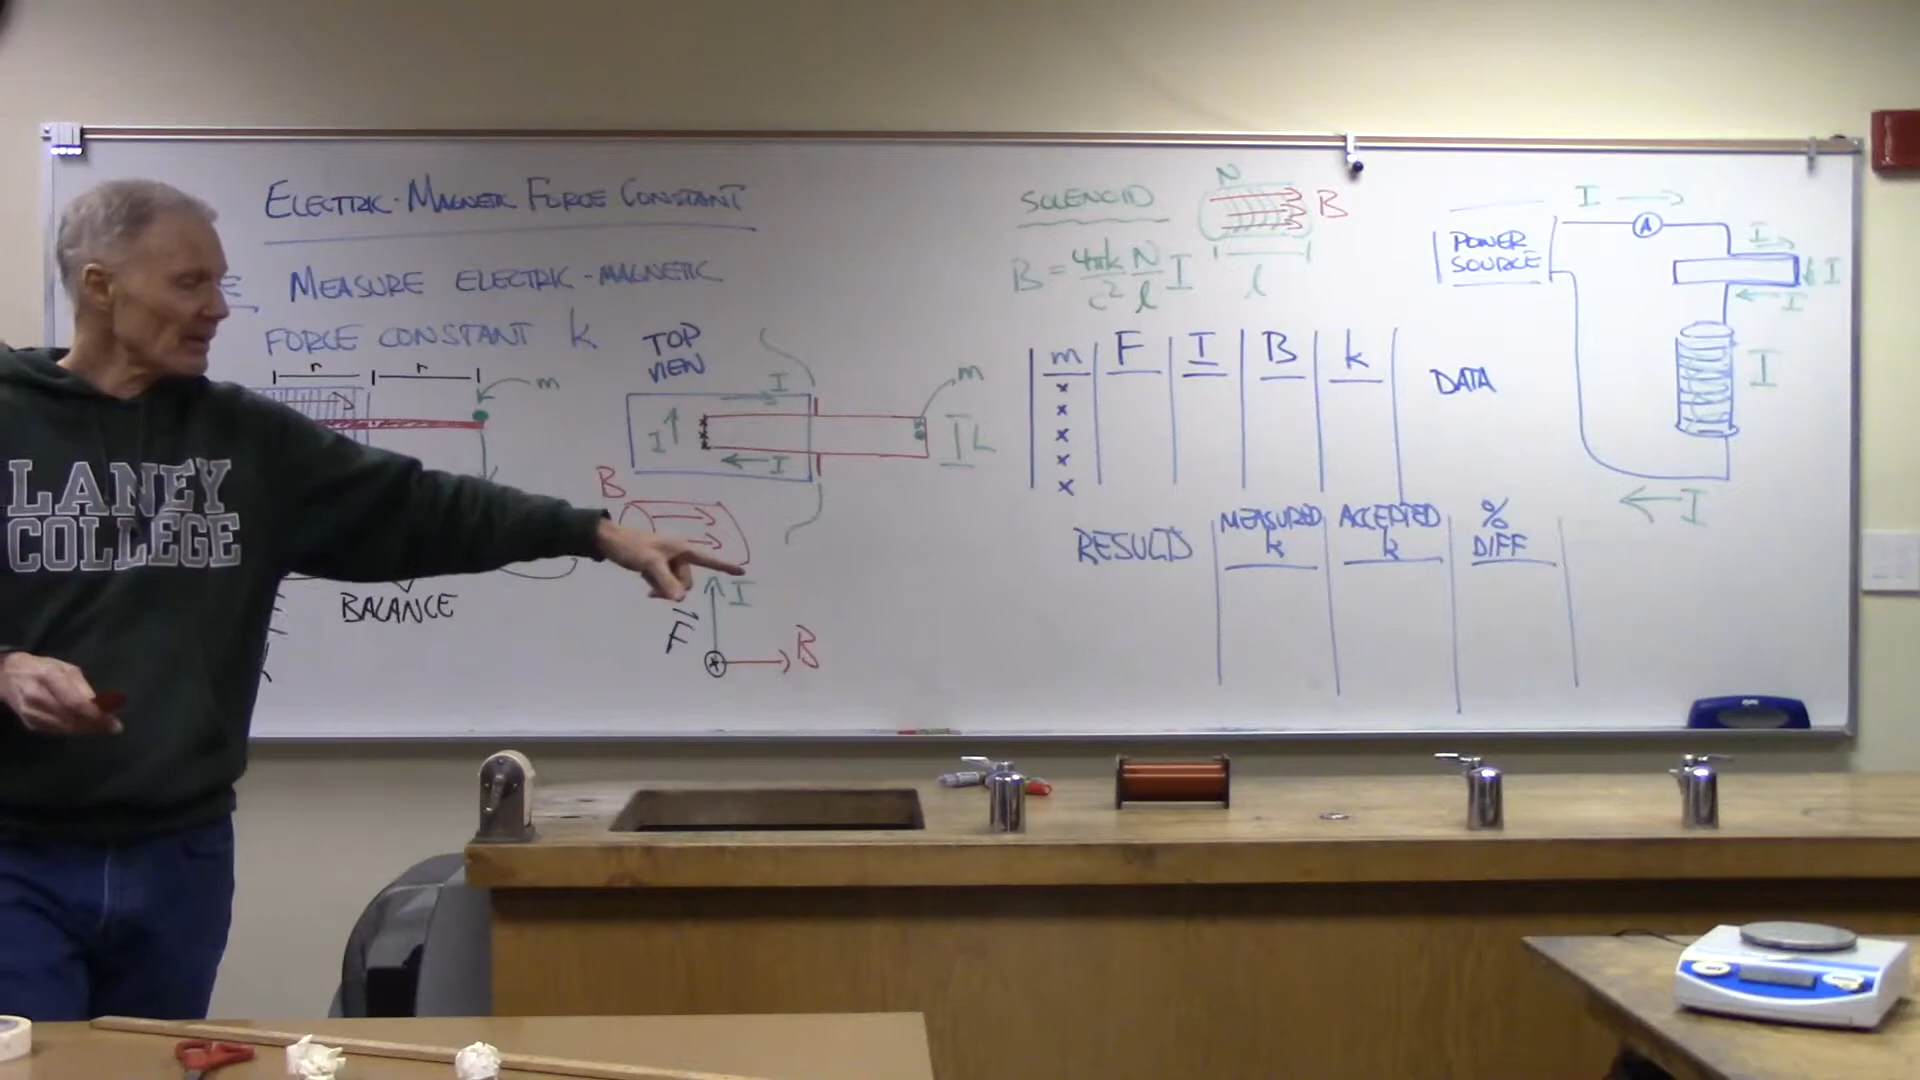 ELECTRIC-MAGNETIC FORCE CONSTANT
E MEASURE ELECTRIC-MAGNETIC
FORCE CONSTANT k
r r
m
BALANCE
LANEY
COLLEGE
TOP
VIEW
I
I
I
m
L
B
I
F
B
SOLENOID
N
B
B = 4πk/c² N/l I
l
m F I B k
x
x
x
x
x
DATA
RESULTS
MEASURED k
ACCEPTED k
% DIFF
POWER
SOURCE
I
A
I
I
I
I
I